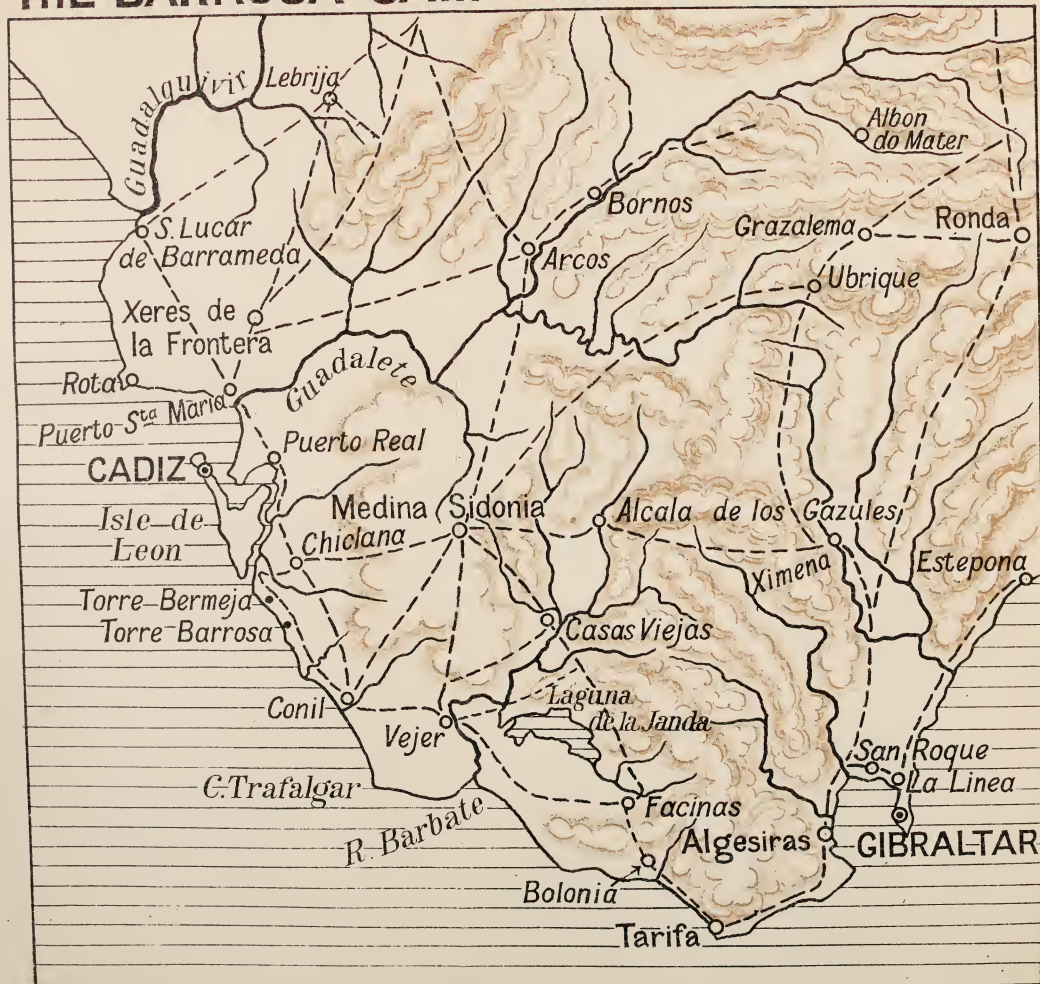 Guadalquivir
Lebrija
Albon
do Mater
Bornos
S. Lucar
de Barrameda
Grazalema
Ronda
Arcos
Ubrique
Xeres de
la Frontera
Rota
Guadalete
Puerto Sta Maria
Puerto Real
CADIZ
Medina Sidonia
Alcala de los Gazules
Isle de
Leon
Chiclana
Ximena
Estepona
Torre-Bermeja
Torre-Barrosa
Casas Viejas
Conil
Vejer
Laguna
de la Janda
San Roque
La Linea
C. Trafalgar
R. Barbate
Facinas
Algesiras
GIBRALTAR
Bolonia
Tarifa